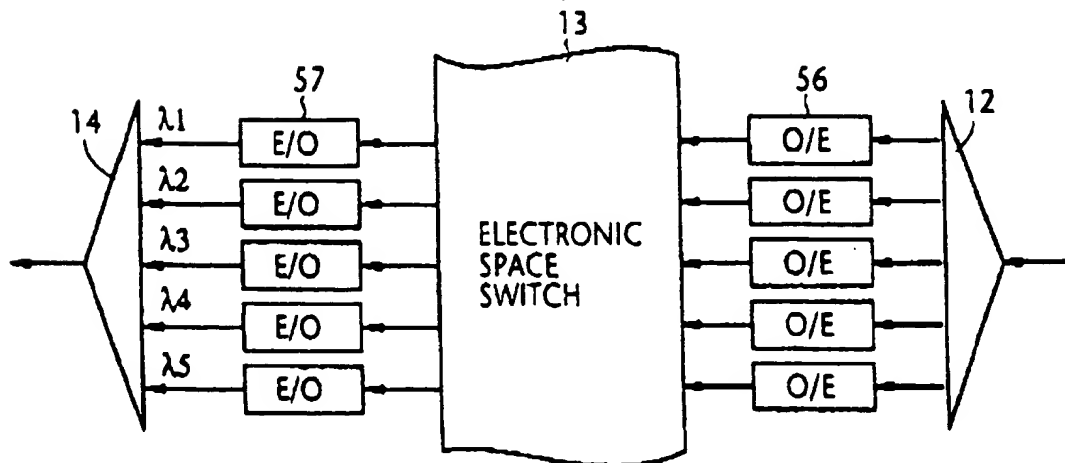 13
57
56
14
12
λ1
E/O
O/E
λ2
E/O
O/E
λ3
E/O
ELECTRONIC
SPACE
SWITCH
O/E
λ4
E/O
O/E
λ5
E/O
O/E